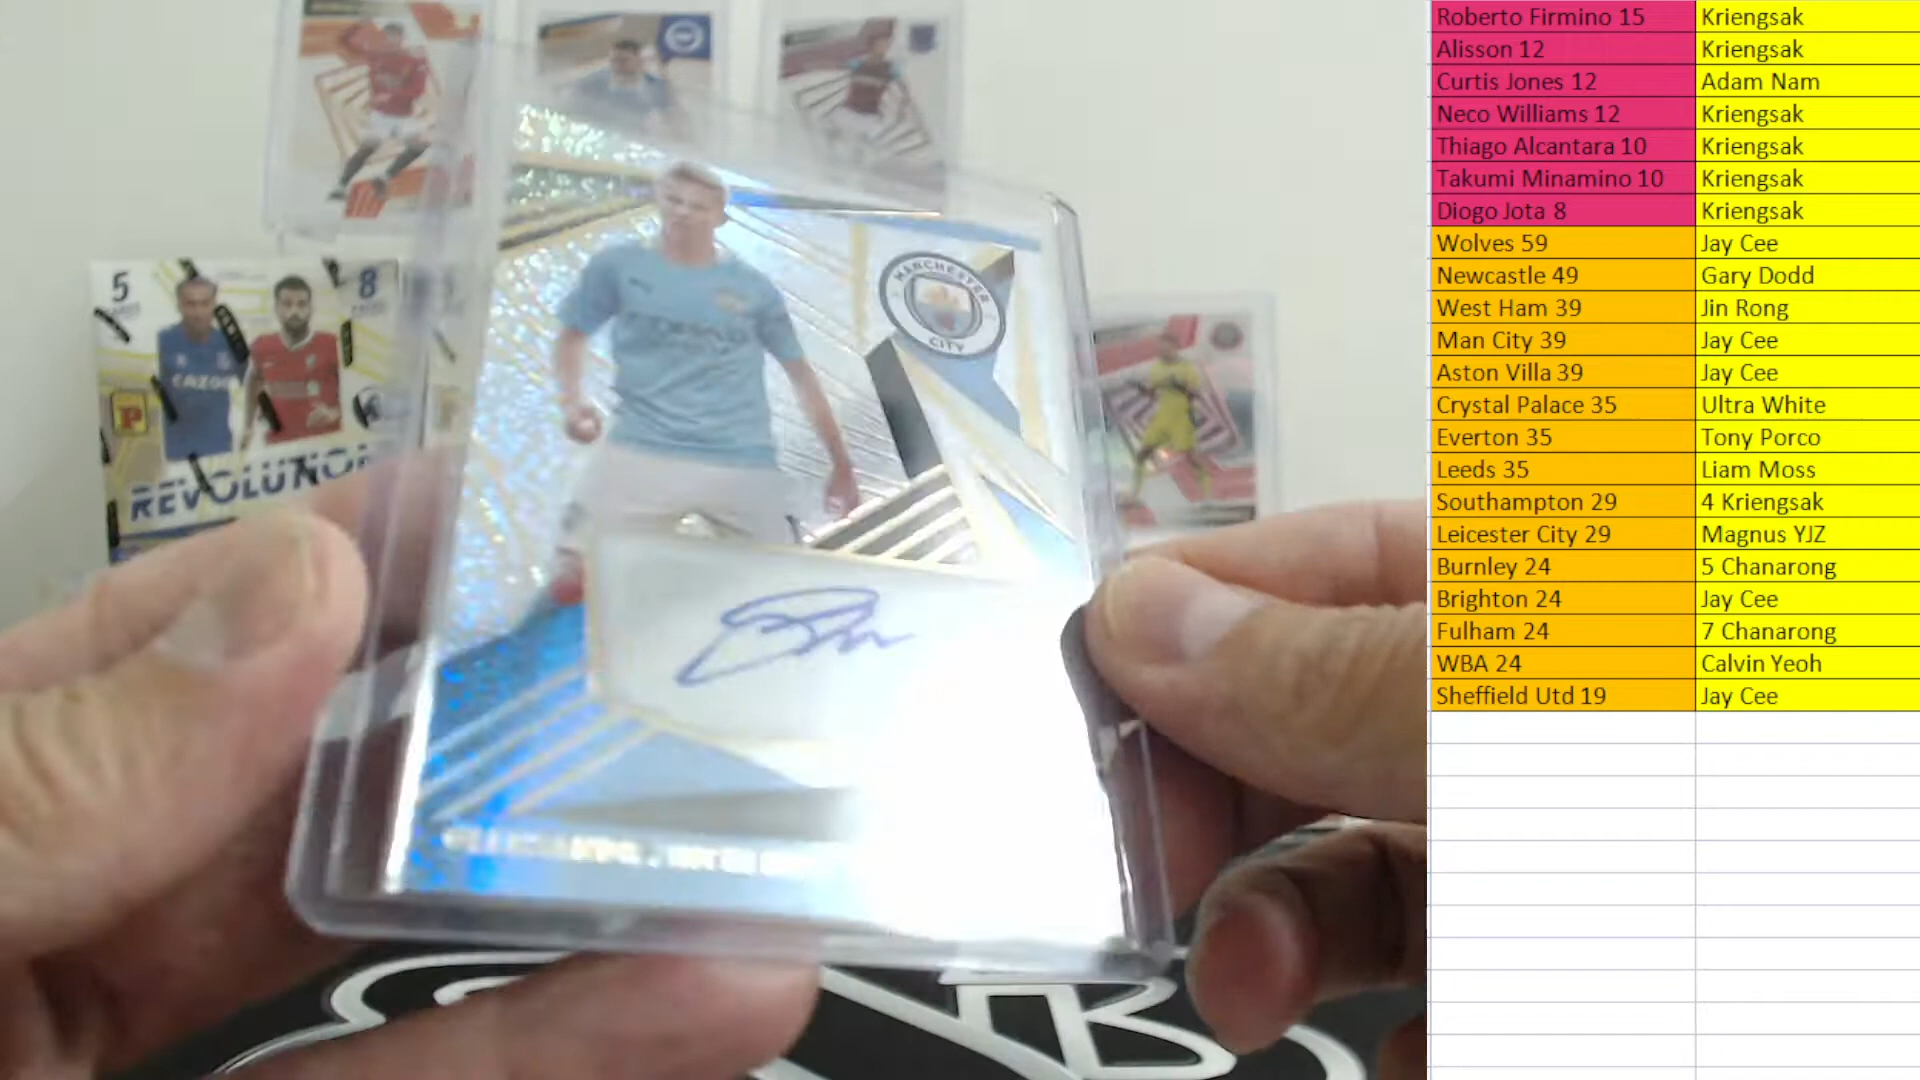 5
8
CAZOO
REVOLUTION
MANCHESTER
CITY
Roberto Firmino 15 Kriengsak
Alisson 12 Kriengsak
Curtis Jones 12 Adam Nam
Neco Williams 12 Kriengsak
Thiago Alcantara 10 Kriengsak
Takumi Minamino 10 Kriengsak
Diogo Jota 8 Kriengsak
Wolves 59 Jay Cee
Newcastle 49 Gary Dodd
West Ham 39 Jin Rong
Man City 39 Jay Cee
Aston Villa 39 Jay Cee
Crystal Palace 35 Ultra White
Everton 35 Tony Porco
Leeds 35 Liam Moss
Southampton 29 4 Kriengsak
Leicester City 29 Magnus YJZ
Burnley 24 5 Chanarong
Brighton 24 Jay Cee
Fulham 24 7 Chanarong
WBA 24 Calvin Yeoh
Sheffield Utd 19 Jay Cee